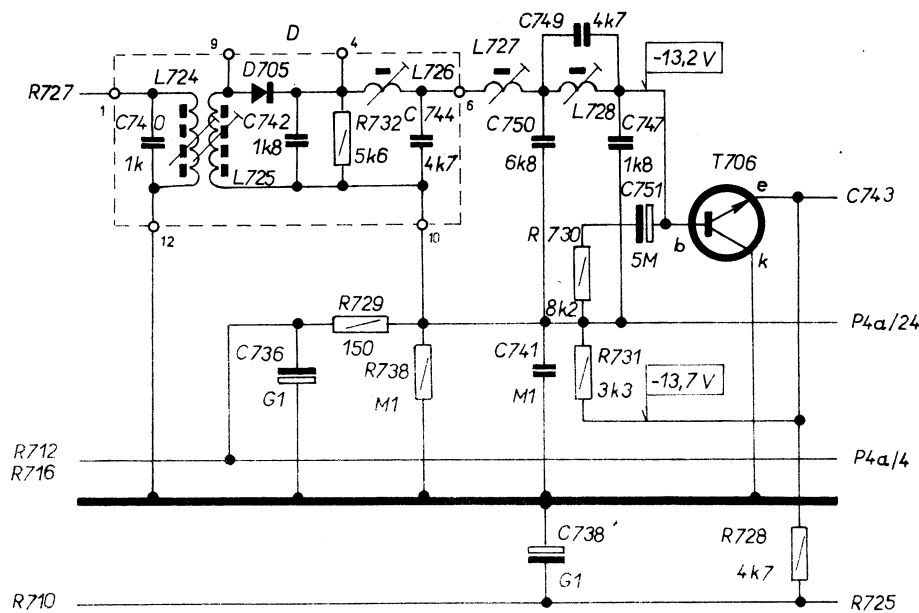 9
D
4
C749
4k7
L727
-13,2 V
D705
L726
R727
L724
1
6
C740
C742
R732
C744
C750
L728
C747
1k
1k8
5k6
4k7
6k8
1k8
T706
L725
C751
e
C743
12
10
R730
5M
b
k
8k2
R729
P4a/24
150
C736
C741
R731
-13,7 V
R738
G1
M1
M1
3k3
R712
R716
P4a/4
C738
R728
G1
4k7
R710
R725